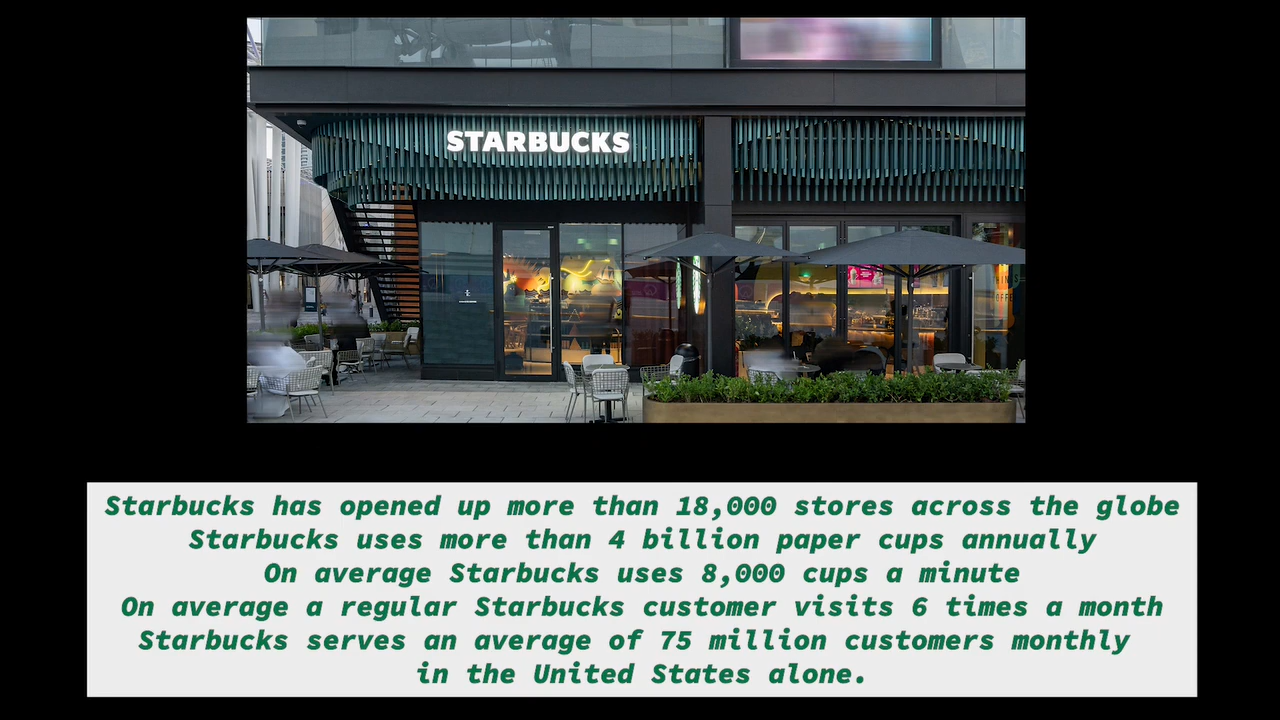 STARBUCKS
Starbucks has opened up more than 18,000 stores across the globe
Starbucks uses more than 4 billion paper cups annually
On average Starbucks uses 8,000 cups a minute
On average a regular Starbucks customer visits 6 times a month
Starbucks serves an average of 75 million customers monthly
in the United States alone.